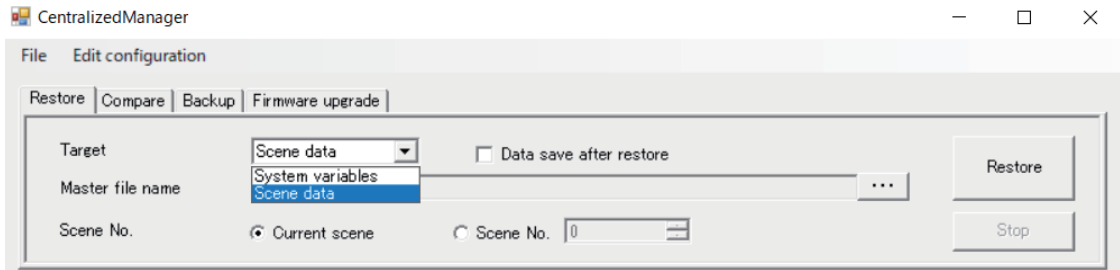 CentralizedManager
File Edit configuration
Restore Compare Backup Firmware upgrade
Target Scene data Data save after restore Restore
System variables
Master file name Scene data ...
Scene No. Current scene Scene No. 0 Stop